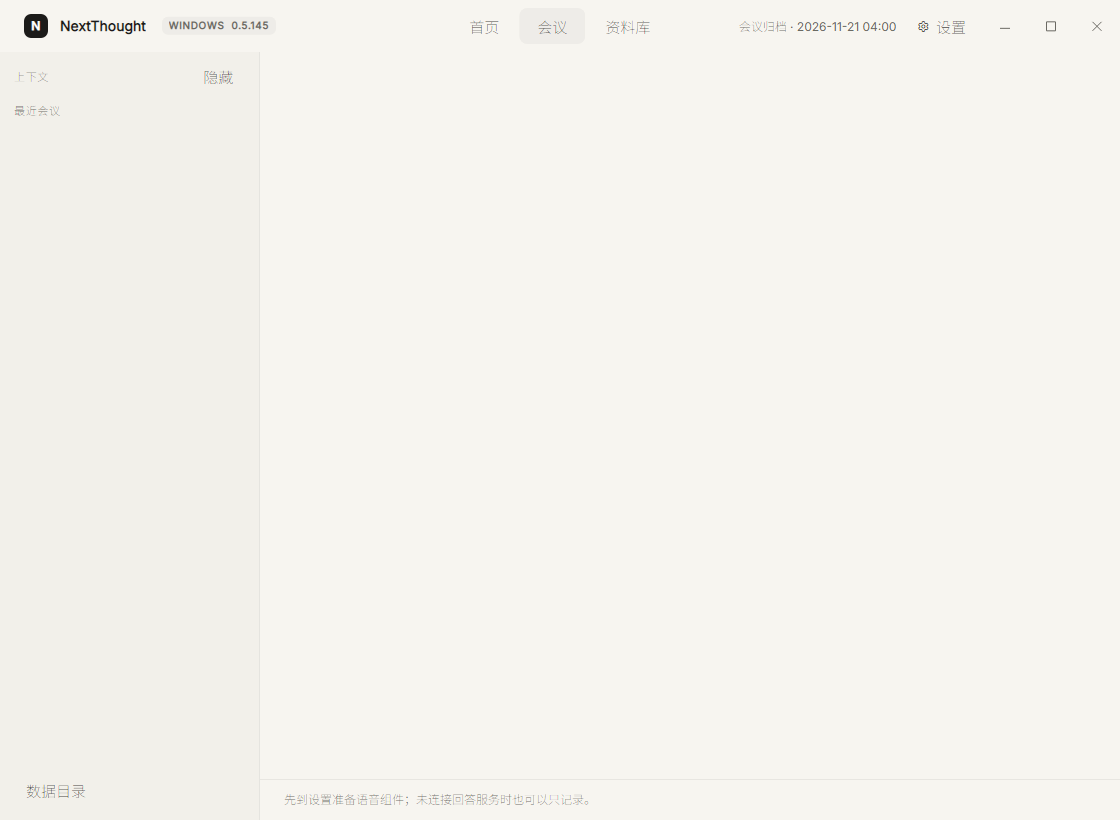 N NextThought WINDOWS 0.5.145 首页 会议 资料库 会议归档 · 2026-11-21 04:00 设置
上下文 隐藏
最近会议
数据目录
先到设置准备语音组件；未连接回答服务时也可以只记录。